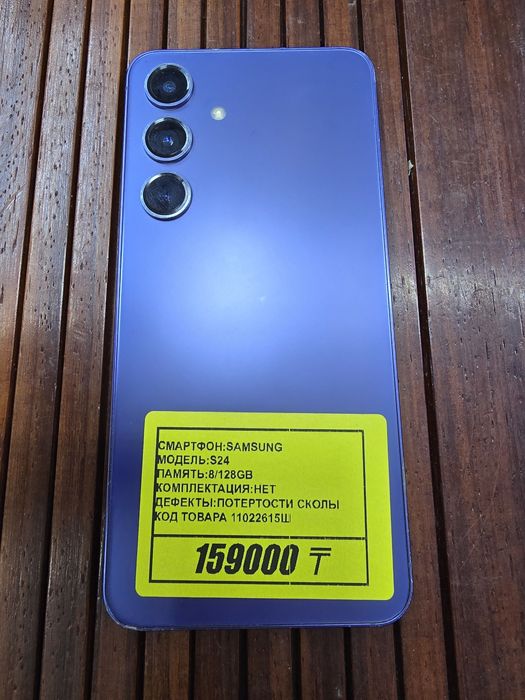 СМАРТФОН:SAMSUNG
МОДЕЛЬ:S24
ПАМЯТЬ:8/128GB
КОМПЛЕКТАЦИЯ:НЕТ
ДЕФЕКТЫ:ПОТЕРТОСТИ СКОЛЫ
КОД ТОВАРА 11022615Ш
159000 ₸